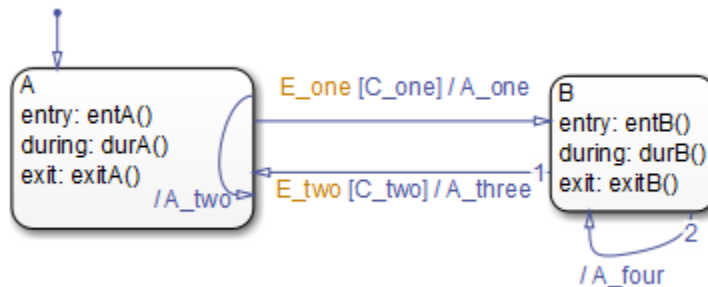 A
entry: entA()
during: durA()
exit: exitA()
/ A_two
E_one [C_one] / A_one
E_two [C_two] / A_three
1
B
entry: entB()
during: durB()
exit: exitB()
2
/ A_four